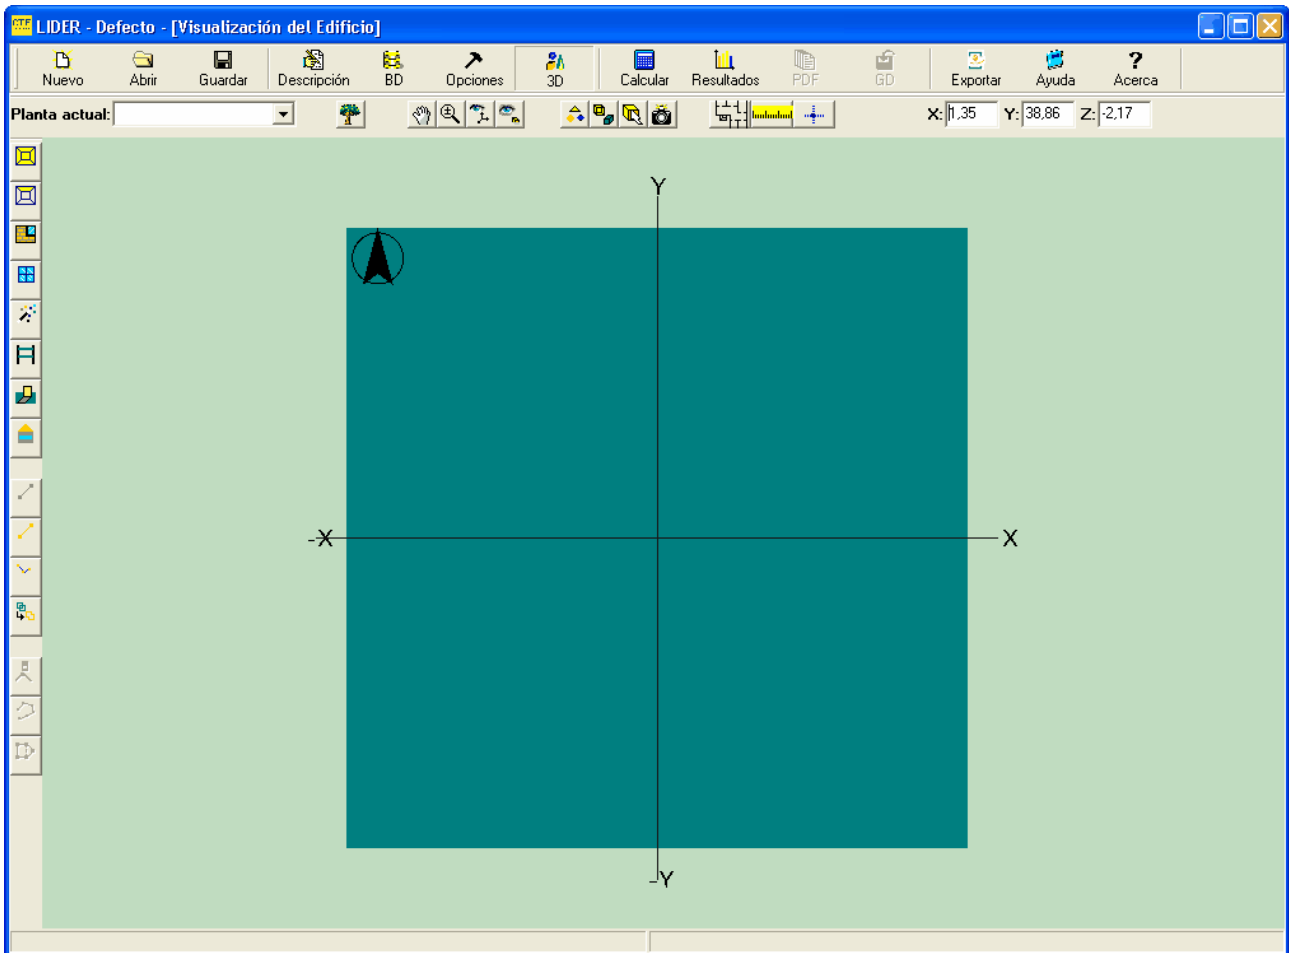 CTE LIDER - Defecto - [Visualización del Edificio]
Nuevo Abrir Guardar Descripción BD Opciones 3D Calcular Resultados PDF GD Exportar Ayuda Acerca
Planta actual: X: 1,35 Y: 38,86 Z: -2,17
Y
-X X
-Y